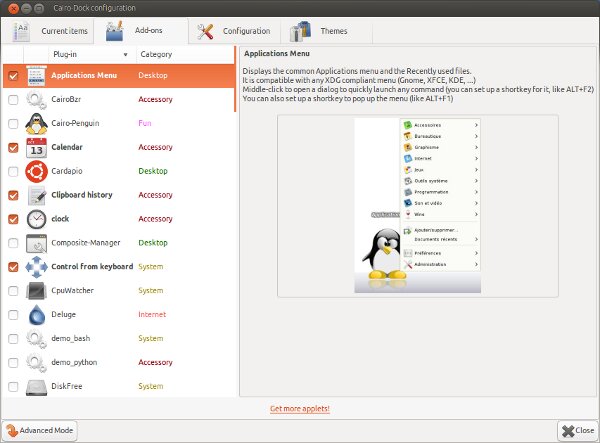 Cairo-Dock configuration
Current items
Add-ons
Configuration
Themes
Plug-in Category
Applications Menu Desktop
CairoBzr Accessory
Cairo-Penguin Fun
Calendar Accessory
Cardapio Desktop
Clipboard history Accessory
clock Accessory
Composite-Manager Desktop
Control from keyboard System
CpuWatcher System
Deluge Internet
demo_bash System
demo_python Accessory
DiskFree System
Applications Menu
Displays the common Applications menu and the Recently used files.
It is compatible with any XDG compliant menu (Gnome, XFCE, KDE, ...)
Middle-click to open a dialog to quickly launch any command (you can set up a shortkey for it, like ALT+F2)
You can also set up a shortkey to pop up the menu (like ALT+F1)
Accessoires
Bureautique
Graphisme
Internet
Jeux
Outils système
Programmation
Son et vidéo
Wine
Ajouter/supprimer...
Documents récents
Préférences
Administration
Get more applets!
Advanced Mode
Close